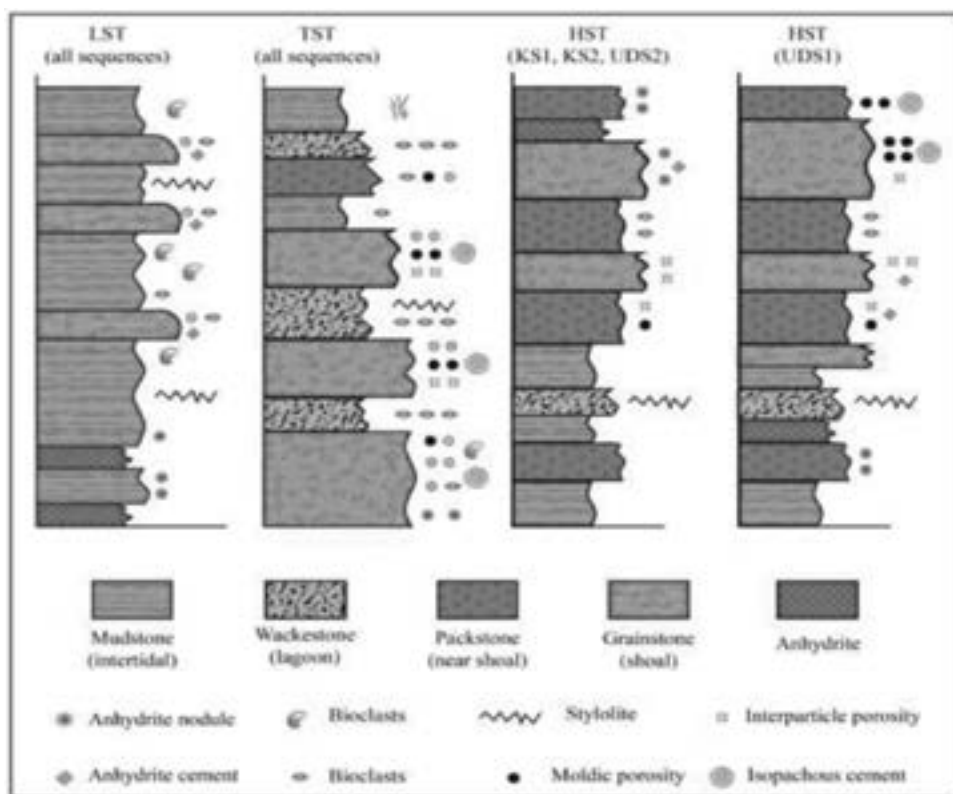 LST
(all sequences)
TST
(all sequences)
HST
(KS1, KS2, UDS2)
HST
(UDS1)
Mudstone
(intertidal)
Wackestone
(lagoon)
Packstone
(near shoal)
Grainstone
(shoal)
Anhydrite
Anhydrite nodule
Bioclasts
Stylolite
Interparticle porosity
Anhydrite cement
Bioclasts
Moldic porosity
Isopachous cement